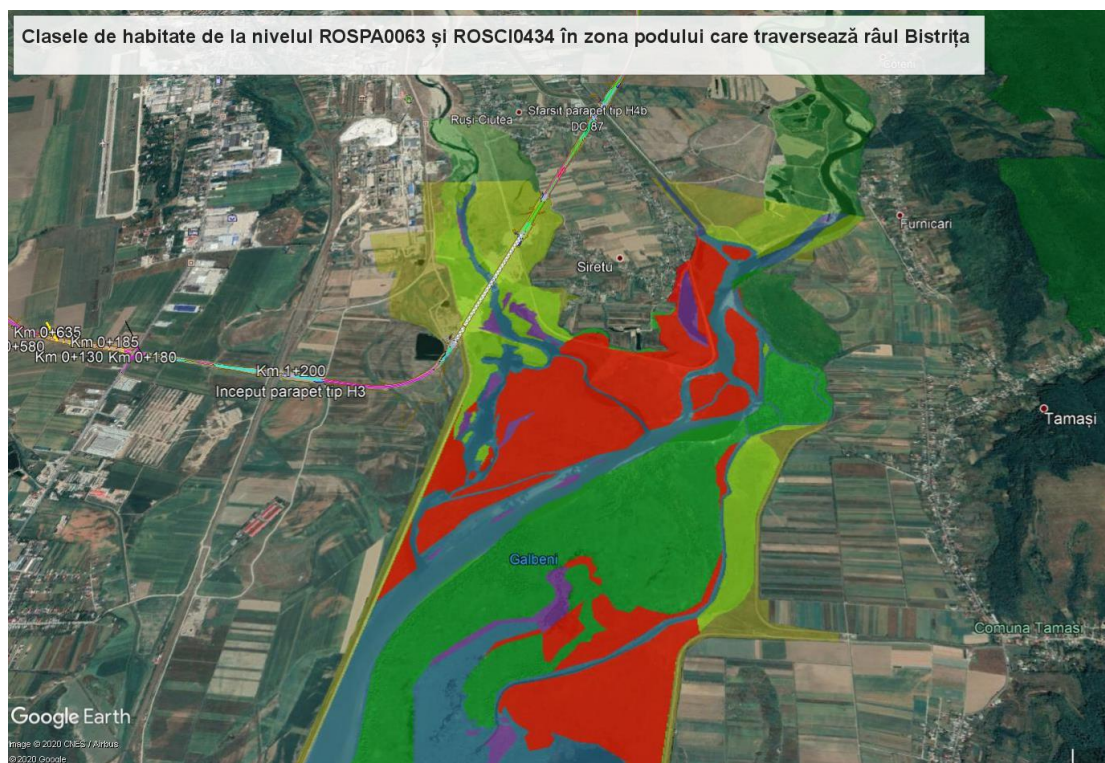 Clasele de habitate de la nivelul ROSPA0063 și ROSCI0434 în zona podului care traversează râul Bistrița
Ruși-Ciutea
Sfarsit parapet tip H4b
DC 87
Furnicari
Siretu
Km 0+635
0+580
Km 0+185
Km 0+130
Km 0+180
Km 1+200
Inceput parapet tip H3
Tamași
Galbeni
Comuna Tamasi
Google Earth
Image © 2020 CNES / Airbus
© 2020 Google